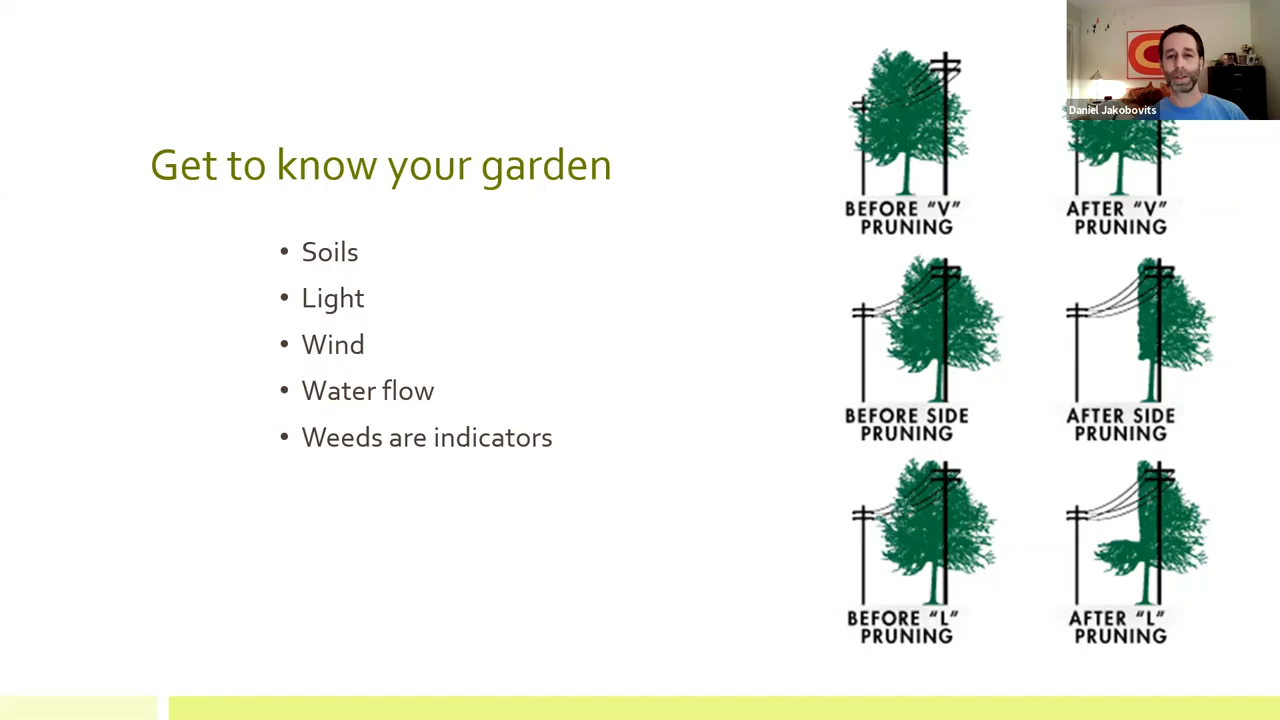 Get to know your garden
• Soils
• Light
• Wind
• Water flow
• Weeds are indicators
Daniel Jakobovits
BEFORE “V”
PRUNING
AFTER “V”
PRUNING
BEFORE SIDE
PRUNING
AFTER SIDE
PRUNING
BEFORE “L”
PRUNING
AFTER “L”
PRUNING